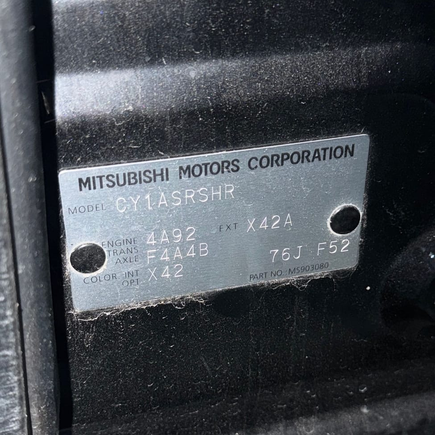 MITSUBISHI MOTORS CORPORATION
MODEL CY1ASRSHR
ENGINE 4A92 EXT X42A
TRANS AXLE F4A4B 76J F52
COLOR INT OPT X42 PART NO. MS903080